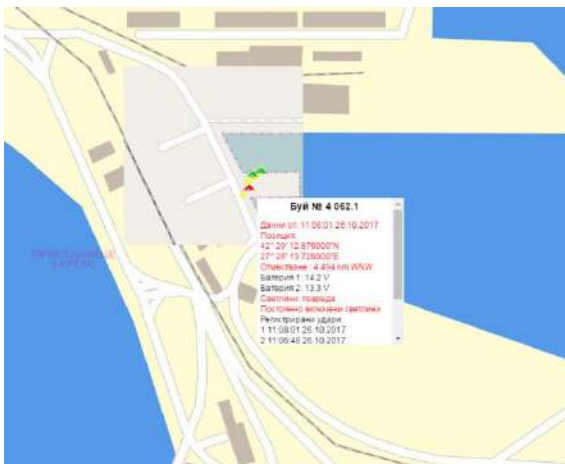 ПРИСТАНИЩЕ
БУРГАС
Буй № 4 062.1
Данни от: 11:08:01 26.10.2017
Позиция:
42° 29' 12.876000"N
27° 28' 13.728000"E
Отместване : 4.494 km WNW
Батерия 1: 14.2 V
Батерия 2: 13.3 V
Светлини: повреда
Постоянно включени светлини
Регистрирани удари:
1 11:08:01 26.10.2017
2 11:06:48 26.10.2017